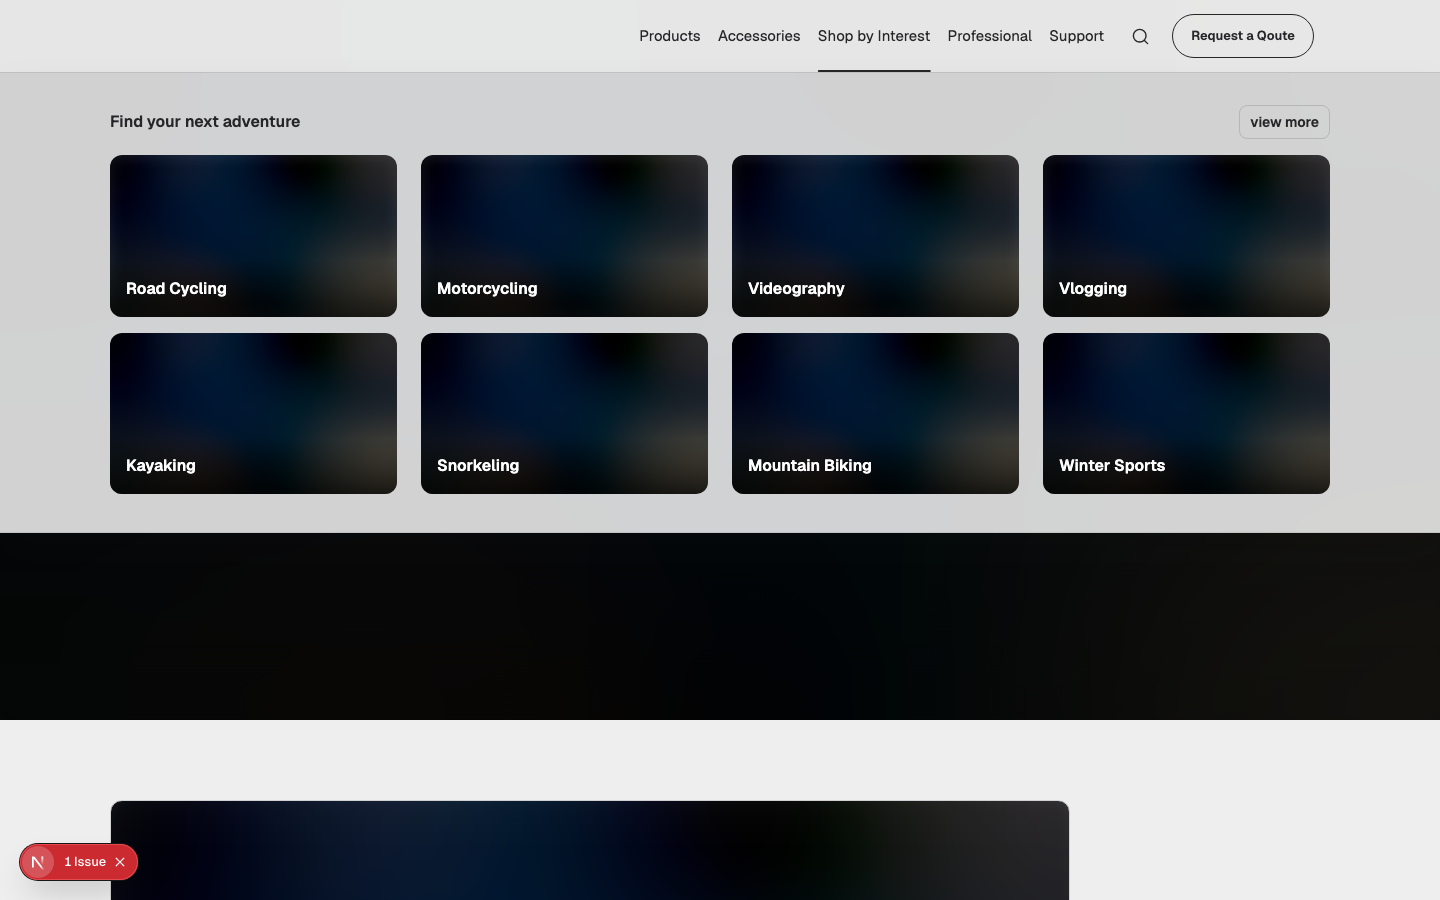 Products Accessories Shop by Interest Professional Support Request a Qoute
Find your next adventure view more
Road Cycling Motorcycling Videography Vlogging
Kayaking Snorkeling Mountain Biking Winter Sports
N 1 Issue